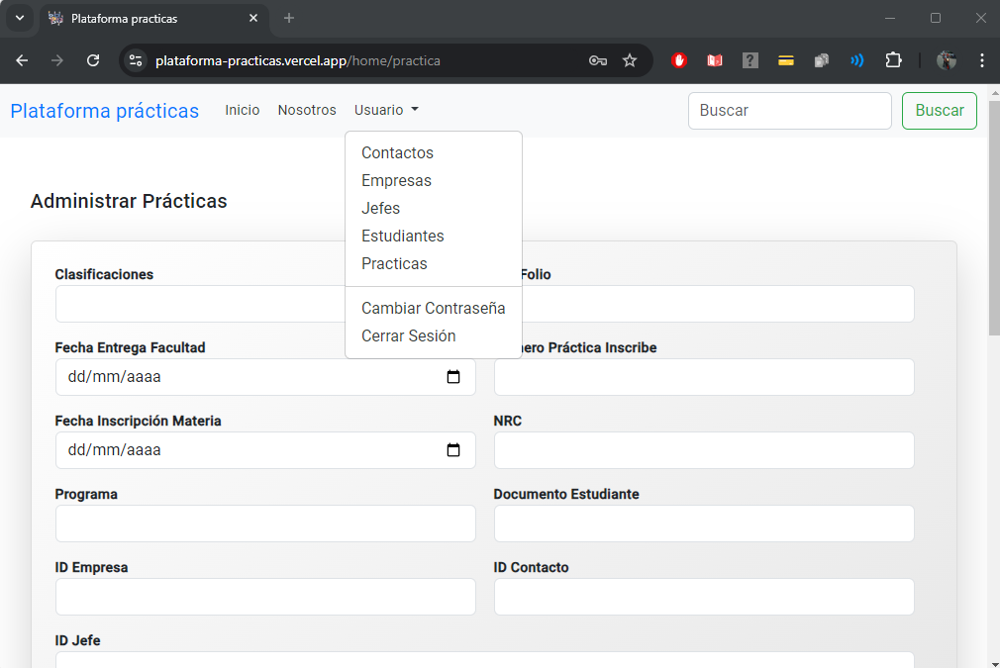 Plataforma practicas
plataforma-practicas.vercel.app/home/practica
Plataforma prácticas Inicio Nosotros Usuario Buscar Buscar
Contactos
Empresas
Jefes
Estudiantes
Practicas
Cambiar Contraseña
Cerrar Sesión
Administrar Prácticas
Clasificaciones Folio
Fecha Entrega Facultad ero Práctica Inscribe
dd/mm/aaaa
Fecha Inscripción Materia NRC
dd/mm/aaaa
Programa Documento Estudiante
ID Empresa ID Contacto
ID Jefe